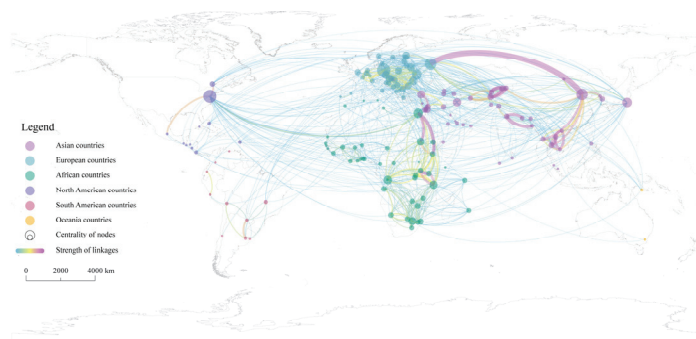 Legend
Asian countries
European countries
African countries
North American countries
South American countries
Oceania countries
Centrality of nodes
Strength of linkages
0 2000 4000 km